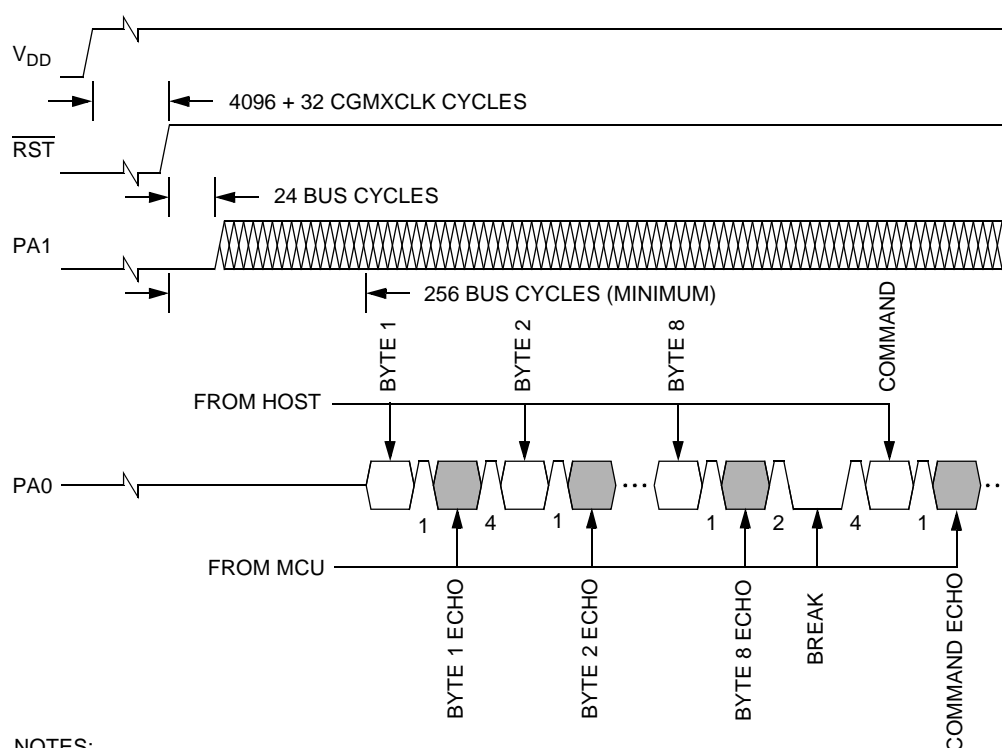 VDD
4096 + 32 CGMXCLK CYCLES
RST
24 BUS CYCLES
PA1
256 BUS CYCLES (MINIMUM)
BYTE 1
BYTE 2
BYTE 8
COMMAND
FROM HOST
PA0
1 4 1 ... 1 2 4 1 ...
FROM MCU
BYTE 1 ECHO
BYTE 2 ECHO
BYTE 8 ECHO
BREAK
COMMAND ECHO
NOTES: